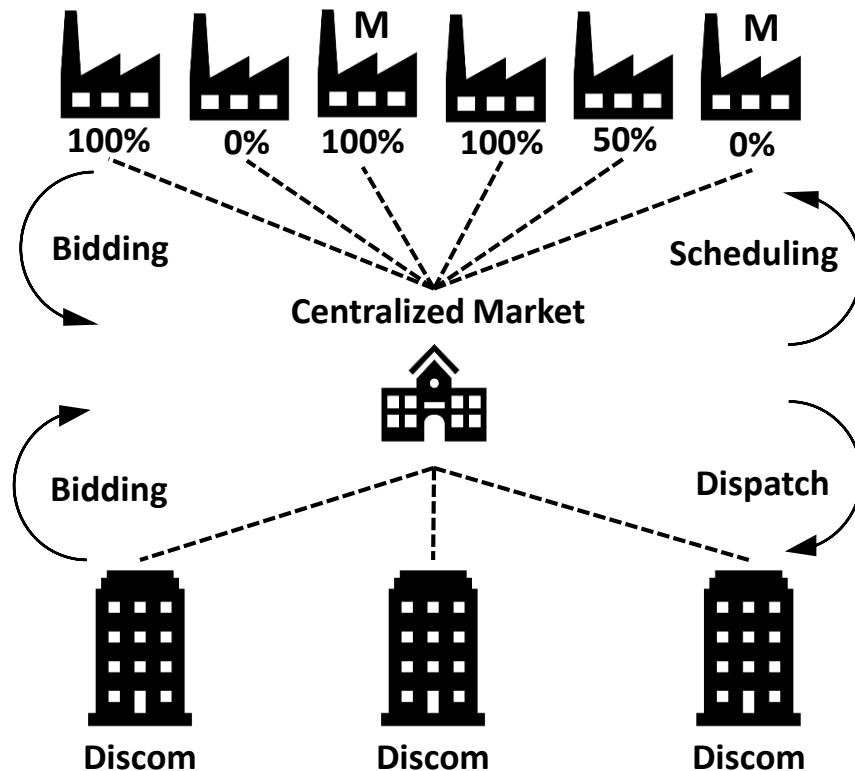 M
M
100%
0%
100%
100%
50%
0%
Bidding
Scheduling
Centralized Market
Bidding
Dispatch
Discom
Discom
Discom